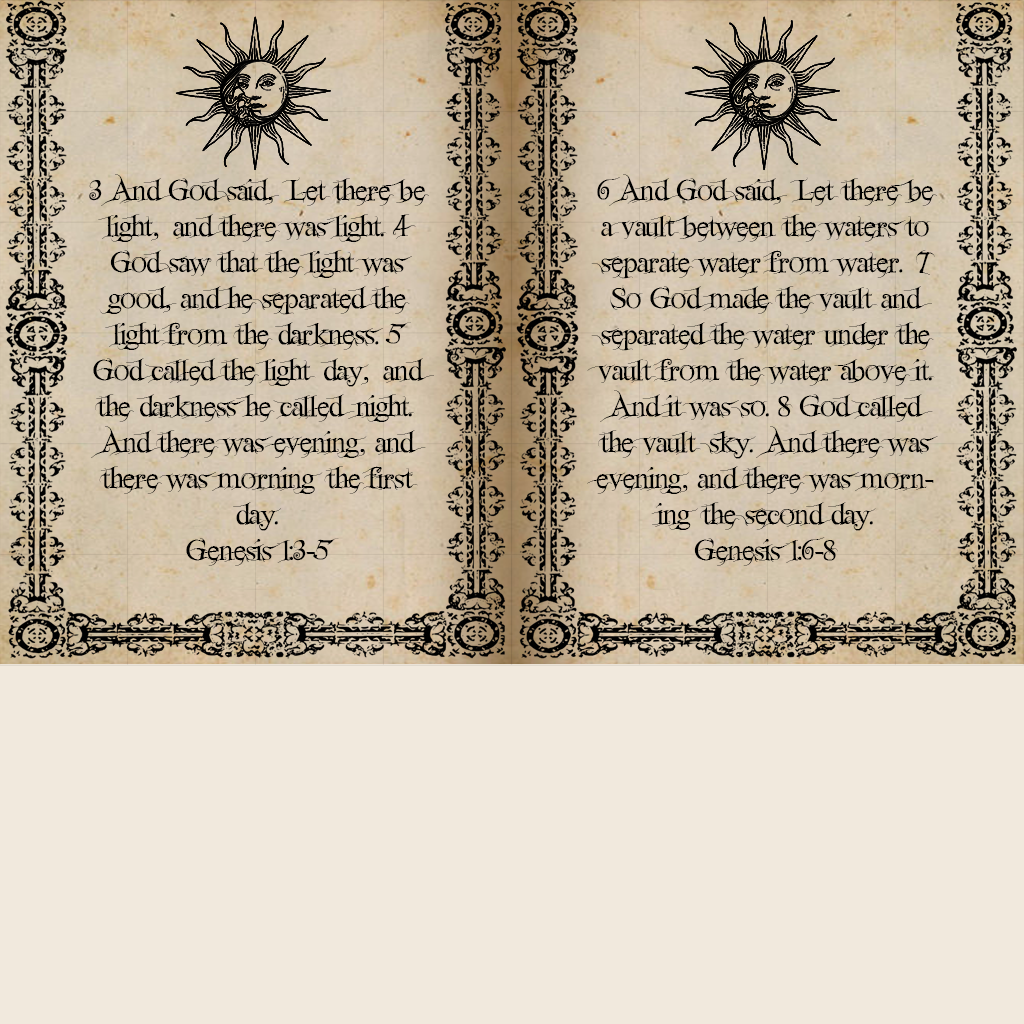 3 And God said, Let there be
light, and there was light. 4
God saw that the light was
good, and he separated the
light from the darkness. 5
God called the light day, and
the darkness he called night.
And there was evening, and
there was morning the first
day.
Genesis 1:3-5
6 And God said, Let there be
a vault between the waters to
separate water from water. 7
So God made the vault and
separated the water under the
vault from the water above it.
And it was so. 8 God called
the vault sky. And there was
evening, and there was morn-
ing the second day.
Genesis 1:6-8